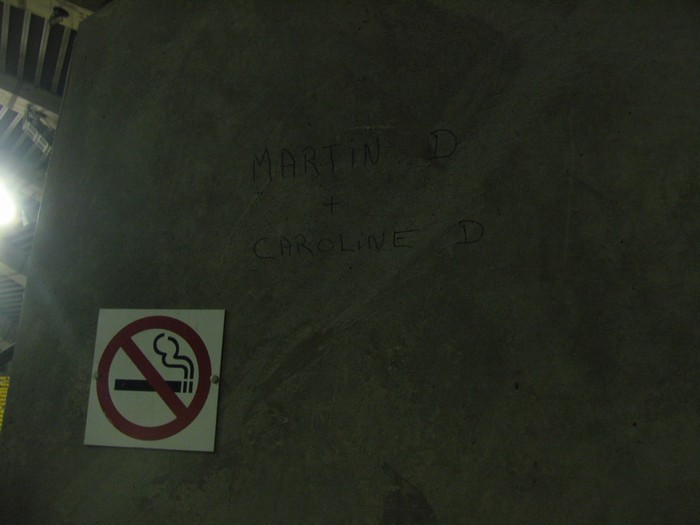 MARTIN D
+
CAROLINE D